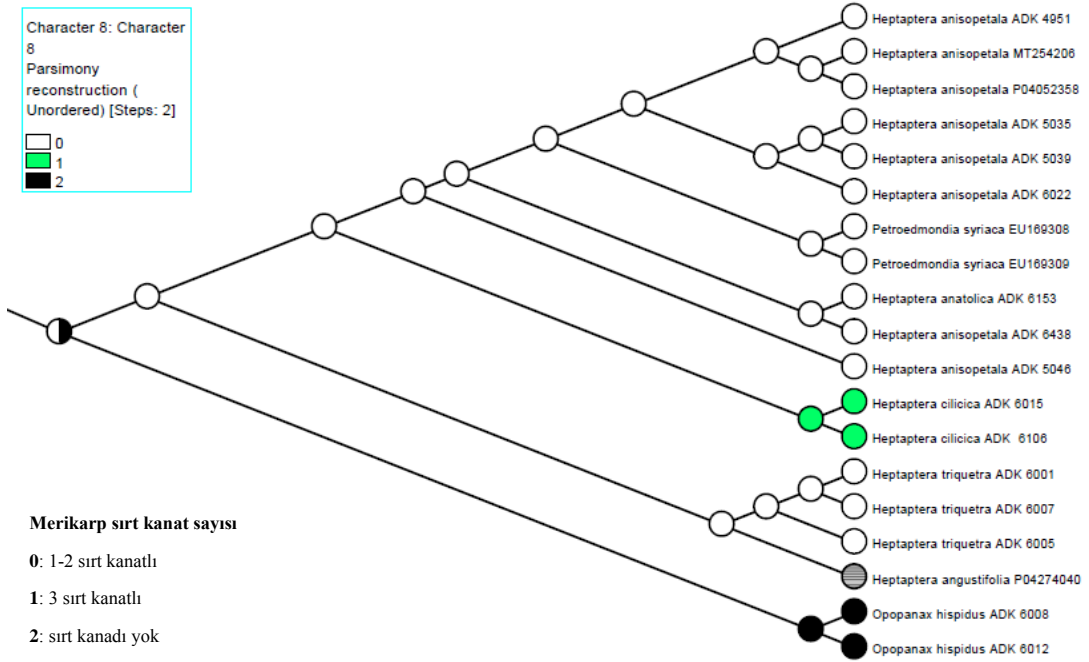 Character 8: Character
8
Parsimony
reconstruction (
Unordered) [Steps: 2]
0
1
2
Heptaptera anisopetala ADK 4951
Heptaptera anisopetala MT254206
Heptaptera anisopetala P04052358
Heptaptera anisopetala ADK 5035
Heptaptera anisopetala ADK 5039
Heptaptera anisopetala ADK 6022
Petroedmondia syriaca EU169308
Petroedmondia syriaca EU169309
Heptaptera anatolica ADK 6153
Heptaptera anisopetala ADK 6438
Heptaptera anisopetala ADK 5046
Heptaptera cilicica ADK 6015
Heptaptera cilicica ADK  6106
Heptaptera triquetra ADK 6001
Heptaptera triquetra ADK 6007
Heptaptera triquetra ADK 6005
Heptaptera angustifolia P04274040
Opopanax hispidus ADK 6008
Opopanax hispidus ADK 6012
Merikarp sırt kanat sayısı
0: 1-2 sırt kanatlı
1: 3 sırt kanatlı
2: sırt kanadı yok